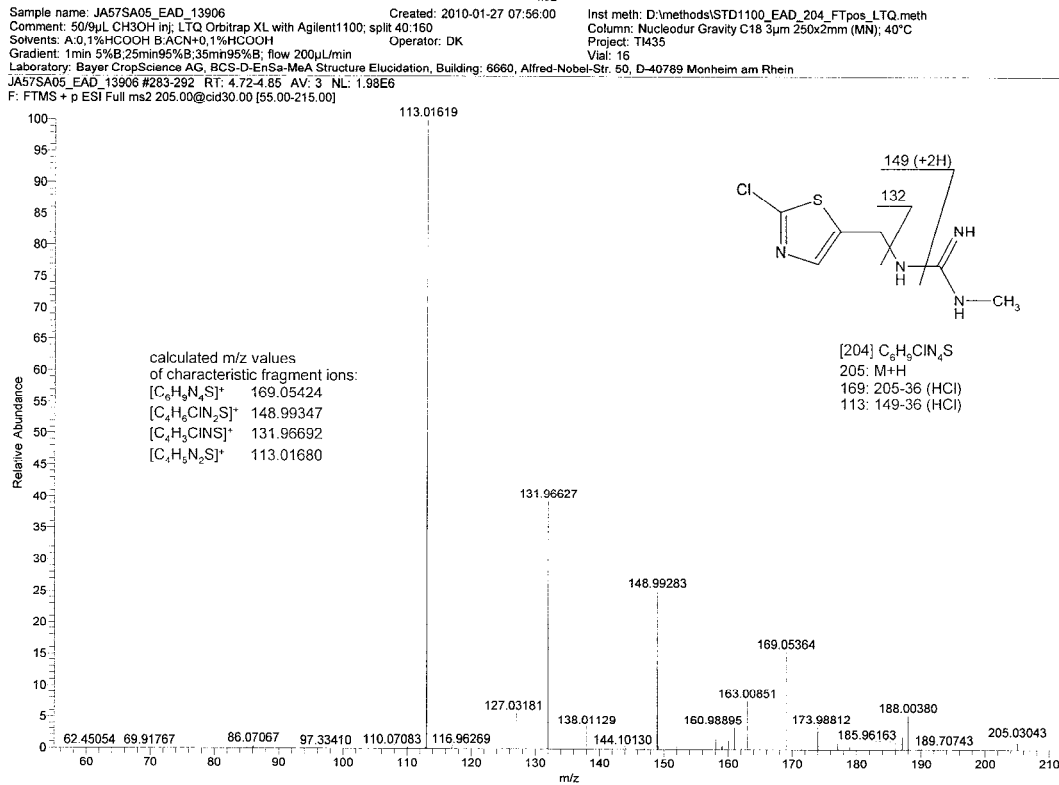 Sample name: JA57SA05_EAD_13906 Created: 2010-01-27 07:56:00 Inst meth: D:\methods\STD1100_EAD_204_FTpos_LTQ.meth
Comment: 50/9µL CH3OH inj; LTQ Orbitrap XL with Agilent1100; split 40:160 Column: Nucleodur Gravity C18 3µm 250x2mm (MN); 40°C
Solvents: A:0,1%HCOOH B:ACN+0,1%HCOOH Operator: DK Project: TI435
Gradient: 1min 5%B;25min95%B;35min95%B; flow 200µL/min Vial: 16
Laboratory: Bayer CropScience AG, BCS-D-EnSa-MeA Structure Elucidation, Building: 6660, Alfred-Nobel-Str. 50, D-40789 Monheim am Rhein
JA57SA05_EAD_13906 #283-292 RT: 4.72-4.85 AV: 3 NL: 1.98E6
F: FTMS + p ESI Full ms2 205.00@cid30.00 [55.00-215.00]
113.01619
100
95
90
85
80
75
70
65
60
55
50
45
40
35
30
25
20
15
10
5
0
Relative Abundance
149 (+2H)
132
Cl
S
N
NH
N
H
N
H
CH₃
[204] C₆H₉ClN₄S
205: M+H
169: 205-36 (HCl)
113: 149-36 (HCl)
calculated m/z values
of characteristic fragment ions:
[C₆H₉N₄S]⁺ 169.05424
[C₄H₆ClN₂S]⁺ 148.99347
[C₄H₃ClNS]⁺ 131.96692
[C₄H₅N₂S]⁺ 113.01680
131.96627
148.99283
169.05364
163.00851
127.03181
188.00380
138.01129
160.98895
173.98812
185.96163
205.03043
62.45054 69.91767 86.07067 97.33410 110.07083 116.96269 144.10130 189.70743
60 70 80 90 100 110 120 130 140 150 160 170 180 190 200 210
m/z